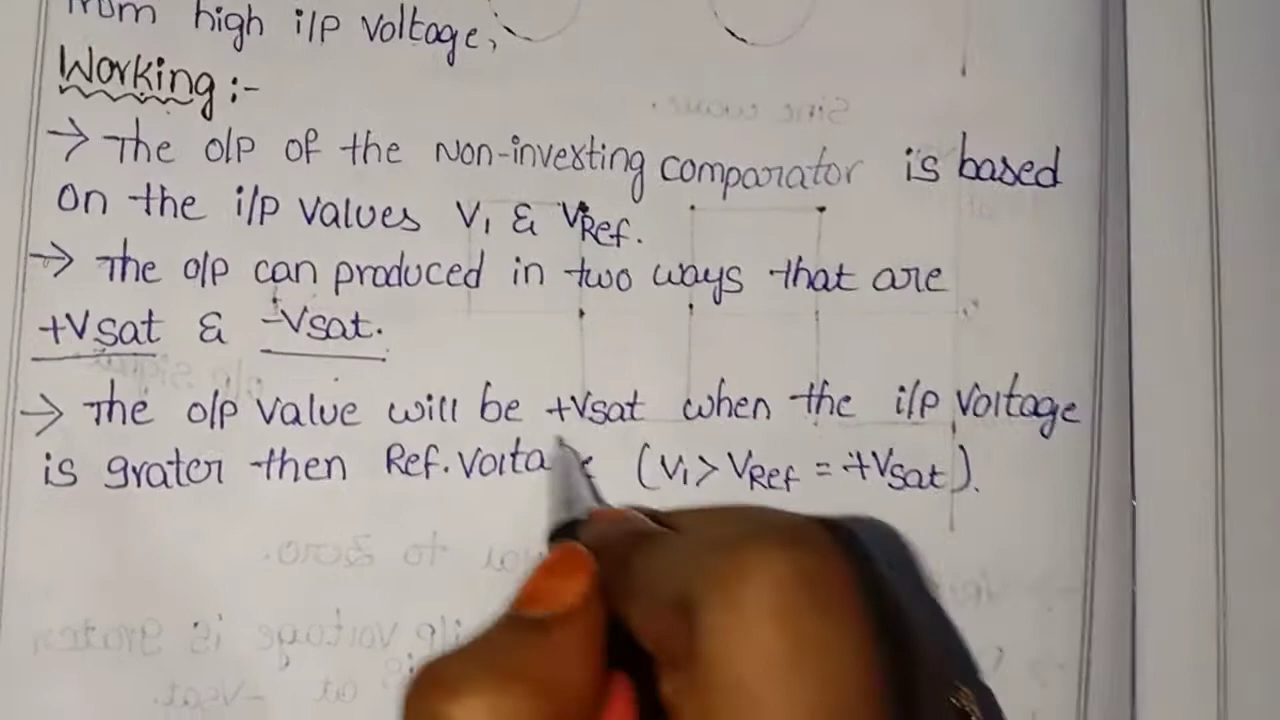 from high i/p voltage,
Working :-
→ The o/p of the Non-inverting comparator is based
on the i/p values V1 & VRef.
→ The o/p can produced in two ways that are
+Vsat & -Vsat.
→ The o/p value will be +Vsat when the i/p voltage
is grater then Ref. (V1 > VRef = +Vsat).